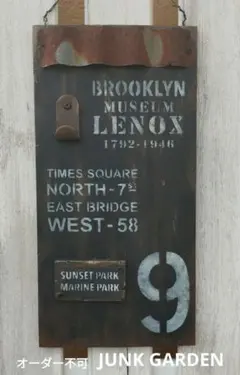 BROOKLYN
MUSEUM
LENOX
1792-1946
TIMES SQUARE
NORTH-7st
EAST BRIDGE
WEST-58
SUNSET PARK
MARINE PARK
9
オーダー不可 JUNK GARDEN